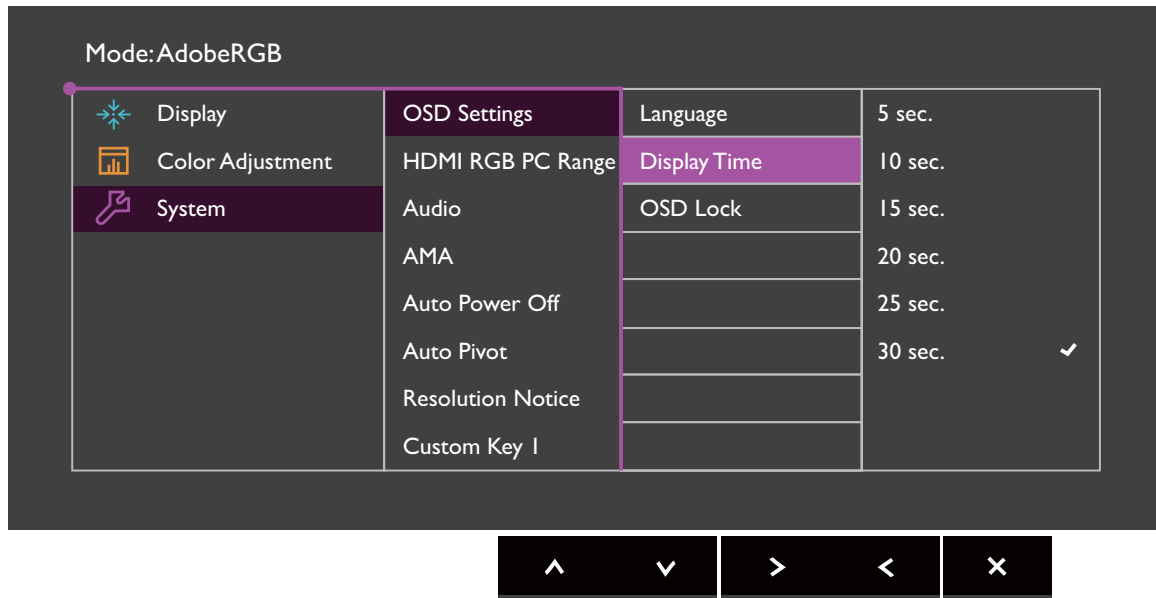 Mode: AdobeRGB
Display
Color Adjustment
System
OSD Settings
HDMI RGB PC Range
Audio
AMA
Auto Power Off
Auto Pivot
Resolution Notice
Custom Key 1
Language
Display Time
OSD Lock
5 sec.
10 sec.
15 sec.
20 sec.
25 sec.
30 sec.